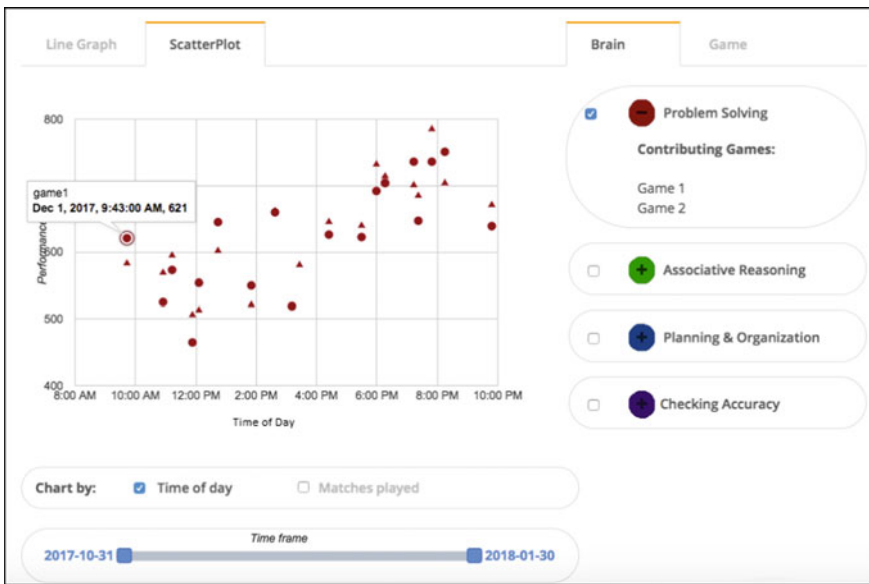 Line Graph
ScatterPlot
Brain
Game
800
game1
Dec 1, 2017, 9:43:00 AM, 621
Performance
600
500
400
8:00 AM 10:00 AM 12:00 PM 2:00 PM 4:00 PM 6:00 PM 8:00 PM 10:00 PM
Time of Day
Problem Solving
Contributing Games:
Game 1
Game 2
Associative Reasoning
Planning & Organization
Checking Accuracy
Chart by: Time of day Matches played
Time frame
2017-10-31 2018-01-30